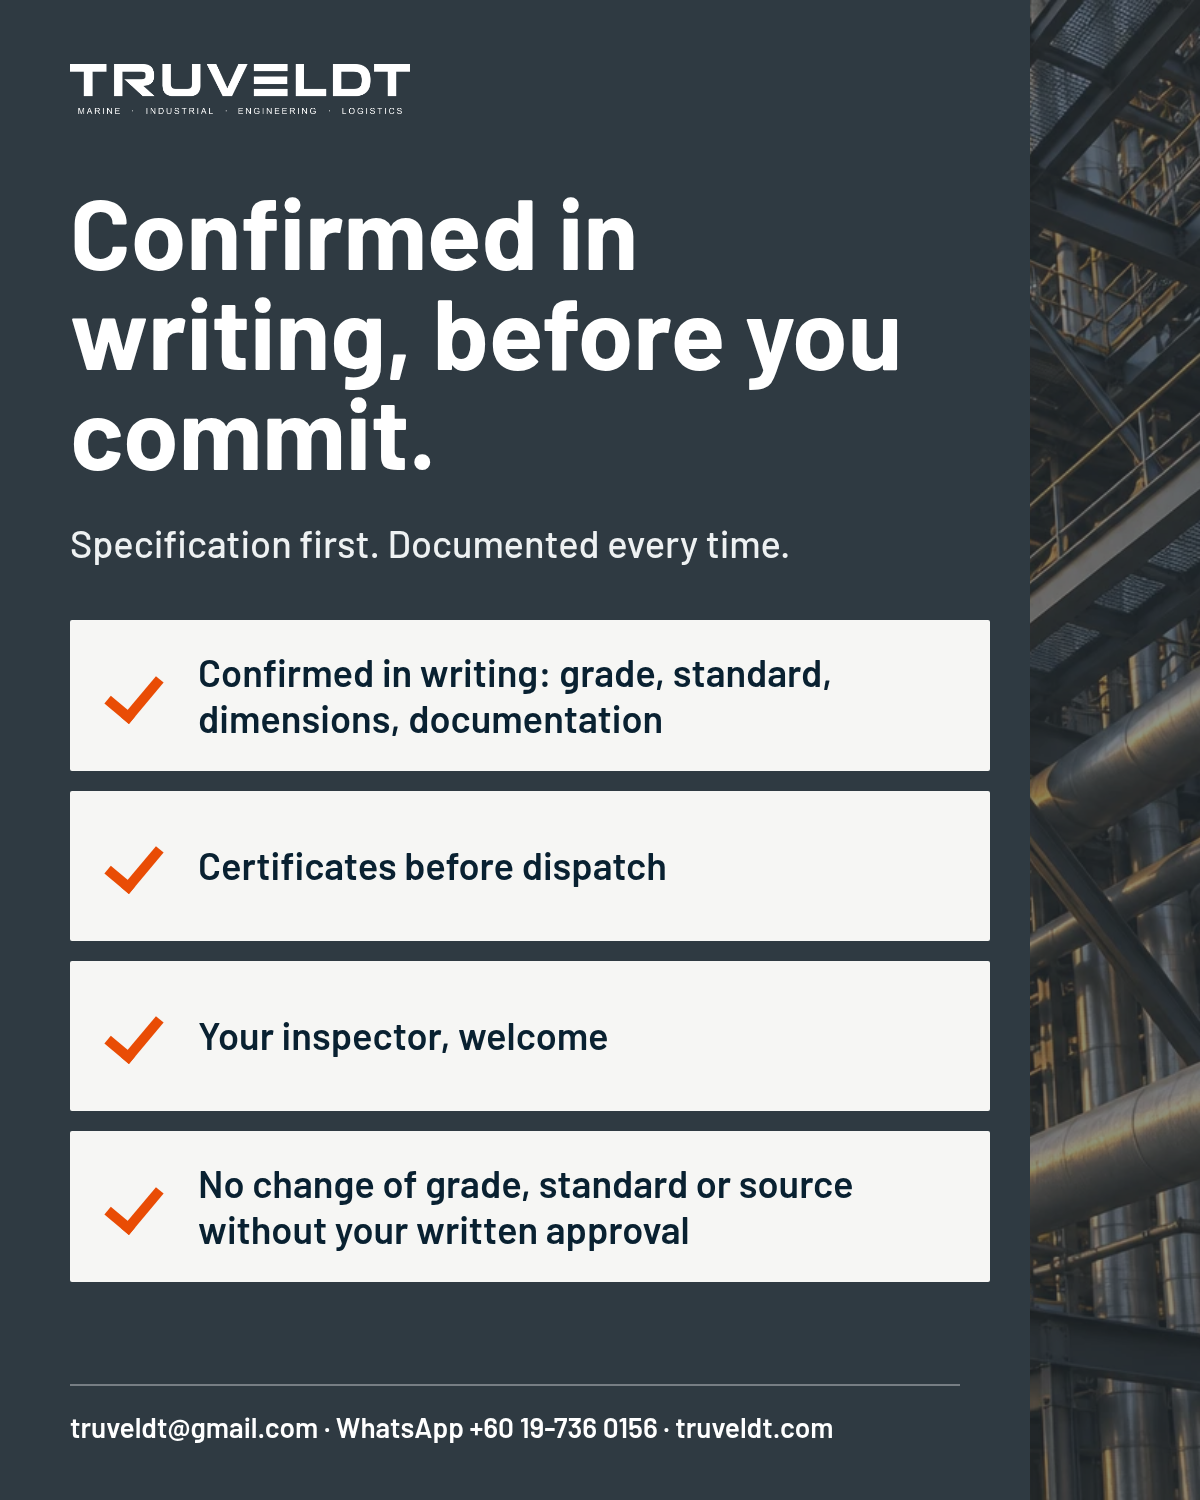 TRUVELDT
MARINE · INDUSTRIAL · ENGINEERING · LOGISTICS
Confirmed in
writing, before you
commit.
Specification first. Documented every time.
Confirmed in writing: grade, standard,
dimensions, documentation
Certificates before dispatch
Your inspector, welcome
No change of grade, standard or source
without your written approval
truveldt@gmail.com · WhatsApp +60 19-736 0156 · truveldt.com